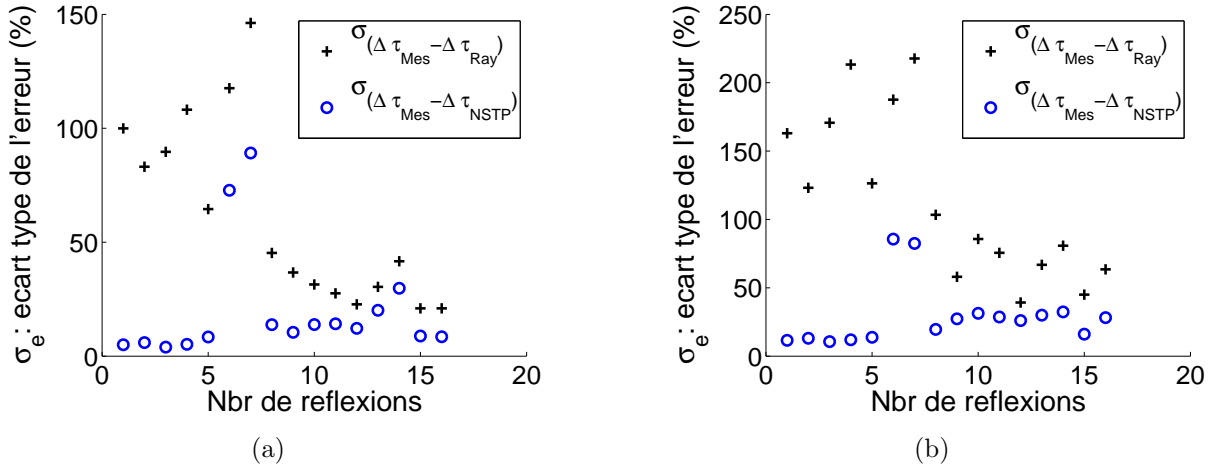 150
100
50
0
0
5
10
15
20
σe : ecart type de l'erreur (%)
Nbr de reflexions
σ(Δ τMes−Δ τRay)
σ(Δ τMes−Δ τNSTP)
(a)
250
200
150
100
50
0
0
5
10
15
20
σe : ecart type de l'erreur (%)
Nbr de reflexions
σ(Δ τMes−Δ τRay)
σ(Δ τMes−Δ τNSTP)
(b)